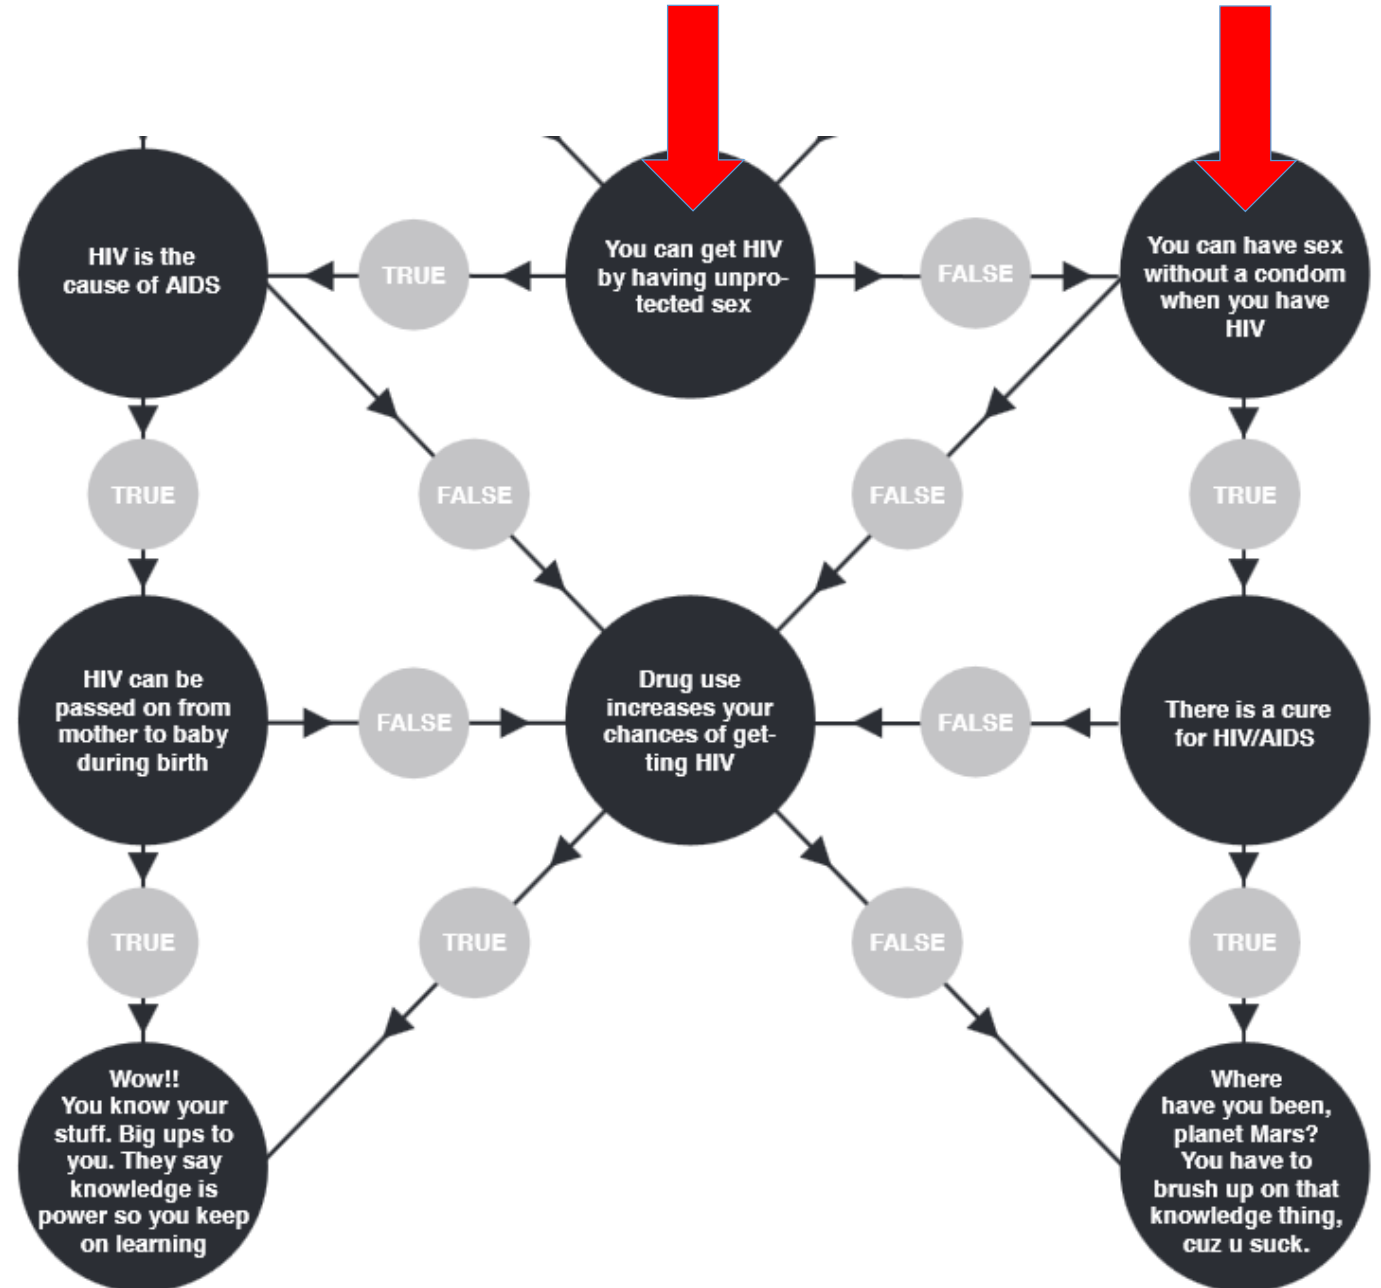 HIV is the
cause of AIDS
TRUE
You can get HIV
by having unpro-
tected sex
FALSE
You can have sex
without a condom
when you have
HIV
TRUE
FALSE
FALSE
TRUE
HIV can be
passed on from
mother to baby
during birth
FALSE
Drug use
increases your
chances of get-
ting HIV
FALSE
There is a cure
for HIV/AIDS
TRUE
TRUE
FALSE
TRUE
Wow!!
You know your
stuff. Big ups to
you. They say
knowledge is
power so you keep
on learning
Where
have you been,
planet Mars?
You have to
brush up on that
knowledge thing,
cuz u suck.